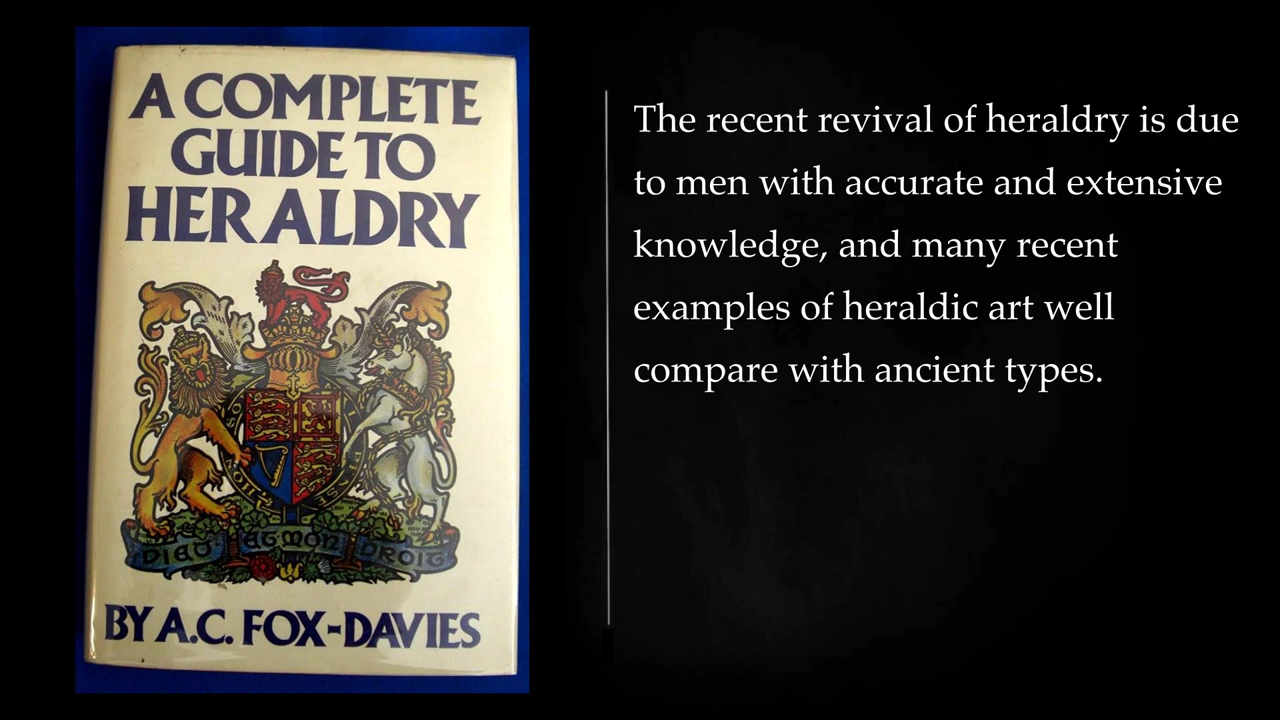 A COMPLETE
GUIDE TO
HERALDRY
DIEU ET MON DROIT
BY A.C. FOX-DAVIES
The recent revival of heraldry is due
to men with accurate and extensive
knowledge, and many recent
examples of heraldic art well
compare with ancient types.